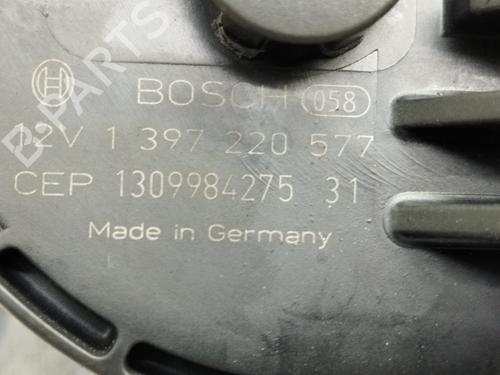 BOSCH 058
12V 1 397 220 577
CEP 1309984275 31
Made in Germany